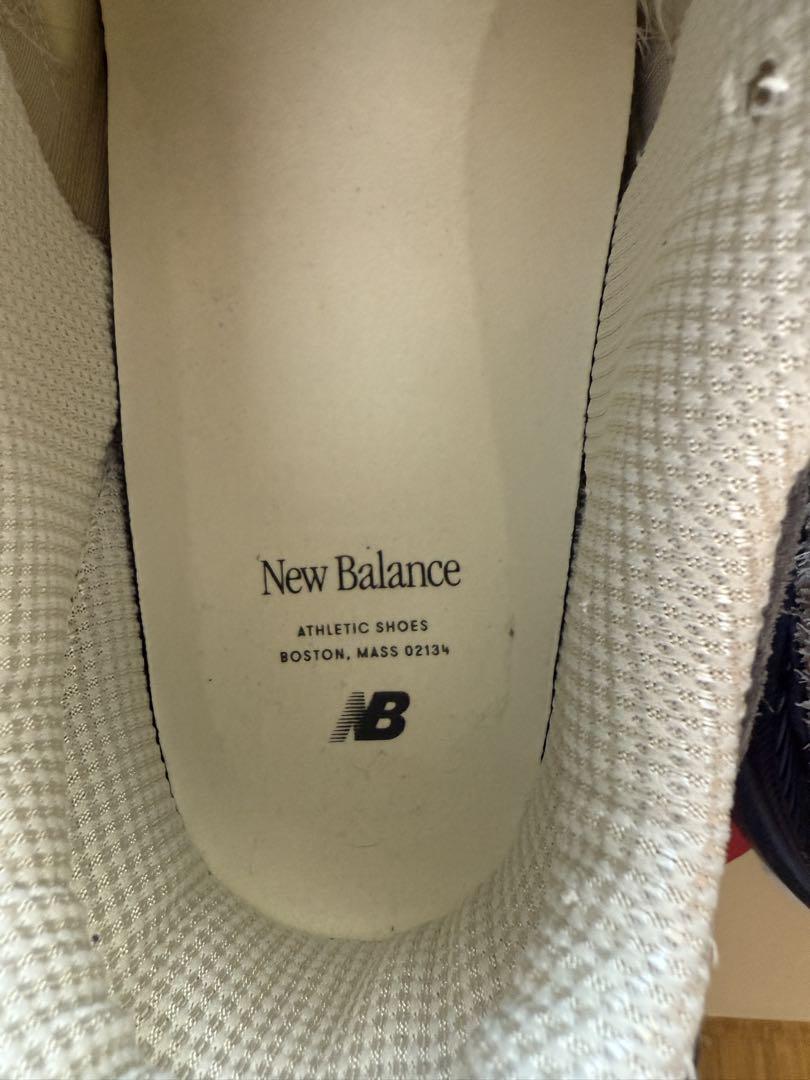 New Balance
ATHLETIC SHOES
BOSTON, MASS 02134
NB